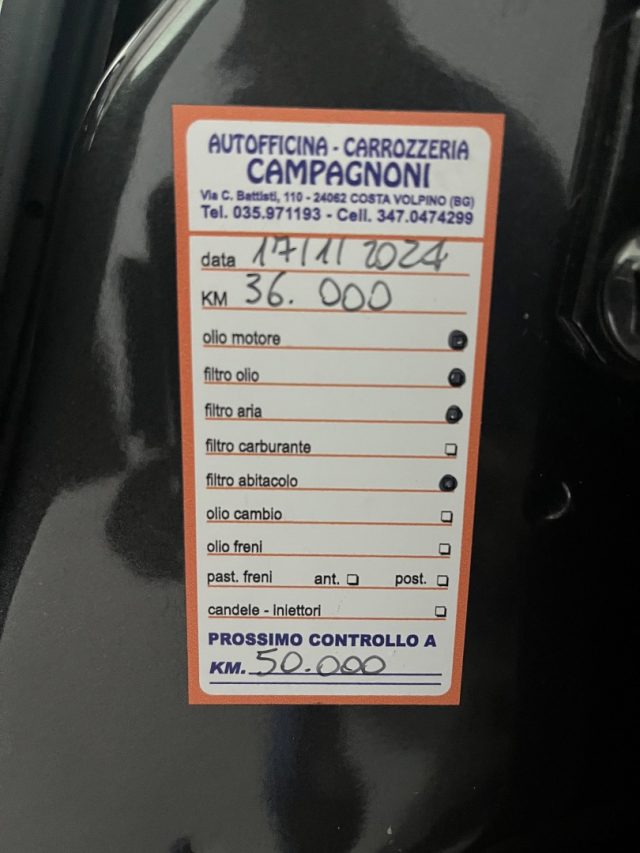 AUTOFFICINA - CARROZZERIA
CAMPAGNONI
Via C. Battisti, 110 - 24062 COSTA VOLPINO (BG)
Tel. 035.971193 - Cell. 347.0474299
data 17/1/2024
KM 36.000
olio motore
filtro olio
filtro aria
filtro carburante
filtro abitacolo
olio cambio
olio freni
past. freni ant. post.
candele - iniettori
PROSSIMO CONTROLLO A
KM. 50.000